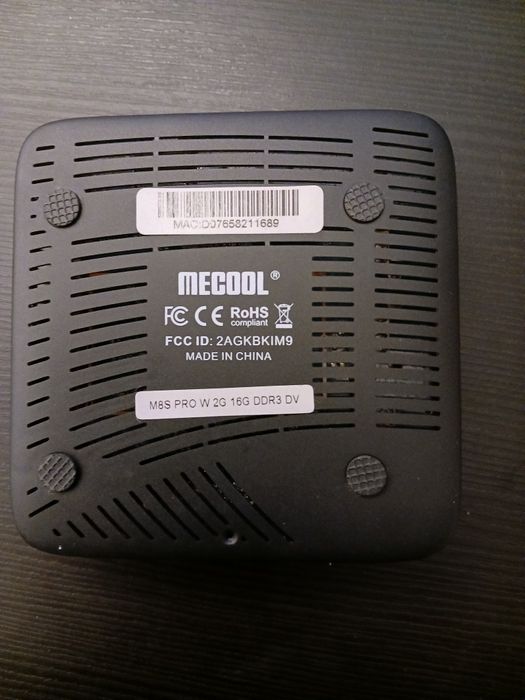 MAC:D07658211689
MECOOL®
FC CE RoHS
compliant
FCC ID: 2AGKBKIM9
MADE IN CHINA
M8S PRO W 2G 16G DDR3 DV